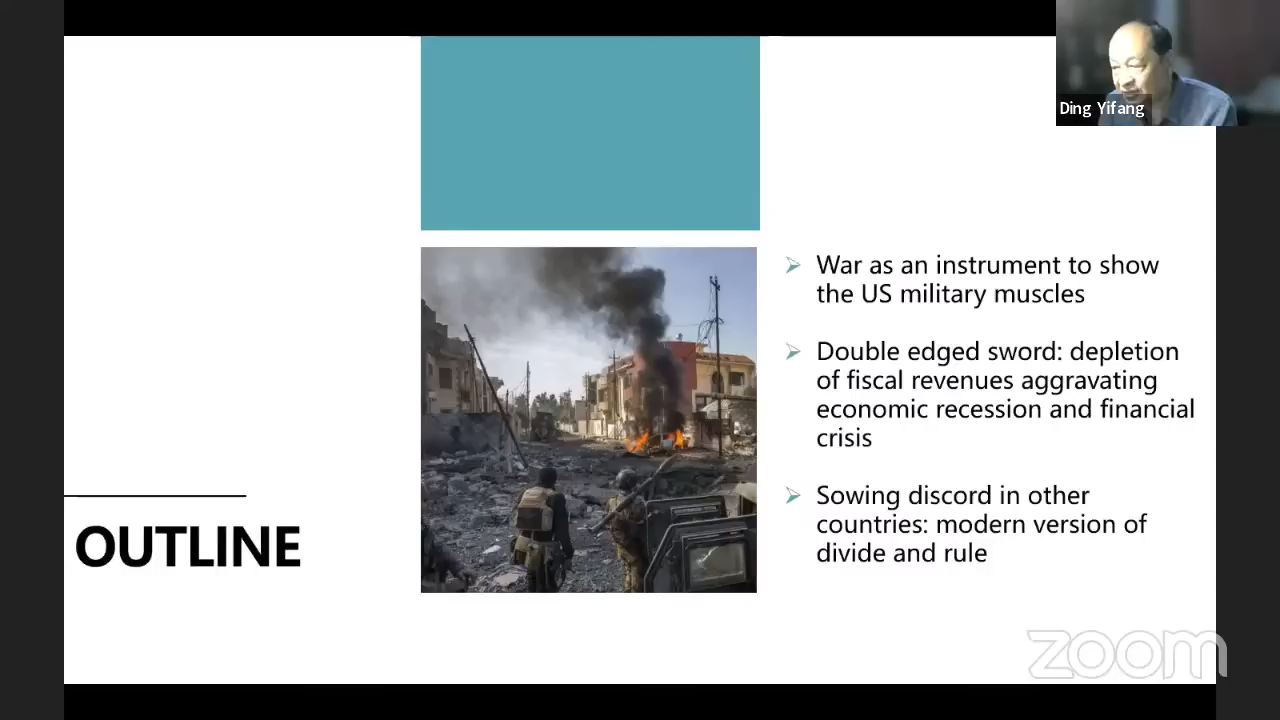 Ding Yifang
War as an instrument to show
the US military muscles
Double edged sword: depletion
of fiscal revenues aggravating
economic recession and financial
crisis
Sowing discord in other
countries: modern version of
divide and rule
OUTLINE
zoom